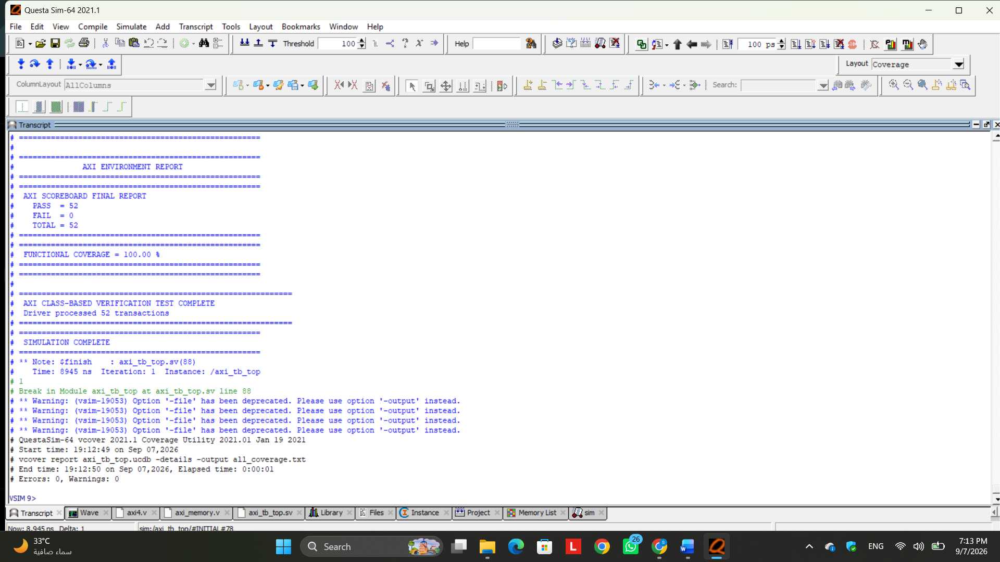 Questa Sim-64 2021.1
File Edit View Compile Simulate Add Transcript Tools Layout Bookmarks Window Help
Threshold 100 Help 100 ps
Layout Coverage
ColumnLayout AllColumns Search:
Transcript
# =====================================================
#
# =====================================================
#               AXI ENVIRONMENT REPORT
# =====================================================
# =====================================================
#  AXI SCOREBOARD FINAL REPORT
#    PASS  = 52
#    FAIL  = 0
#    TOTAL = 52
# =====================================================
# =====================================================
#  FUNCTIONAL COVERAGE = 100.00 %
# =====================================================
# =====================================================
#
# ============================================================
#  AXI CLASS-BASED VERIFICATION TEST COMPLETE
#  Driver processed 52 transactions
# ============================================================
# =====================================================
#  SIMULATION COMPLETE
# =====================================================
# ** Note: $finish    : axi_tb_top.sv(88)
#    Time: 8945 ns  Iteration: 1  Instance: /axi_tb_top
# 1
# Break in Module axi_tb_top at axi_tb_top.sv line 88
# ** Warning: (vsim-19053) Option '-file' has been deprecated. Please use option '-output' instead.
# ** Warning: (vsim-19053) Option '-file' has been deprecated. Please use option '-output' instead.
# ** Warning: (vsim-19053) Option '-file' has been deprecated. Please use option '-output' instead.
# ** Warning: (vsim-19053) Option '-file' has been deprecated. Please use option '-output' instead.
# QuestaSim-64 vcover 2021.1 Coverage Utility 2021.01 Jan 19 2021
# Start time: 19:12:49 on Sep 07,2026
# vcover report axi_tb_top.ucdb -details -output all_coverage.txt
# End time: 19:12:50 on Sep 07,2026, Elapsed time: 0:00:01
# Errors: 0, Warnings: 0
VSIM 9>
Transcript Wave axi4.v axi_memory.v axi_tb_top.sv Library Files Instance Project Memory List sim
Now: 8,945 ns Delta: 1 sim:/axi_tb_top/#INITIAL#78
33°C
سماء صافية
Search
26
ENG
7:13 PM
9/7/2026